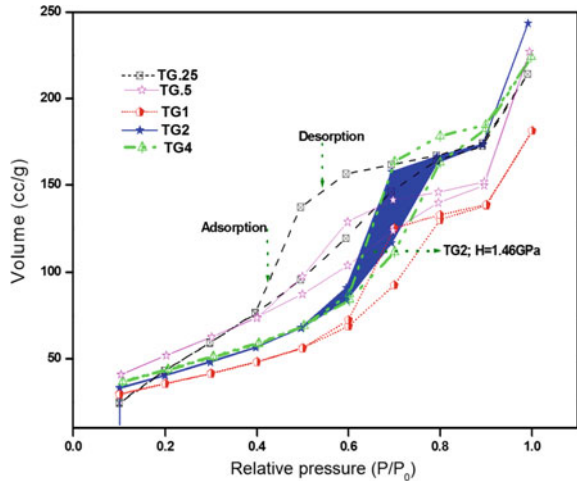 250
200
150
100
50
Volume (cc/g)
TG.25
TG.5
TG1
TG2
TG4
Desorption
Adsorption
TG2; H=1.46GPa
0.0 0.2 0.4 0.6 0.8 1.0
Relative pressure (P/P₀)